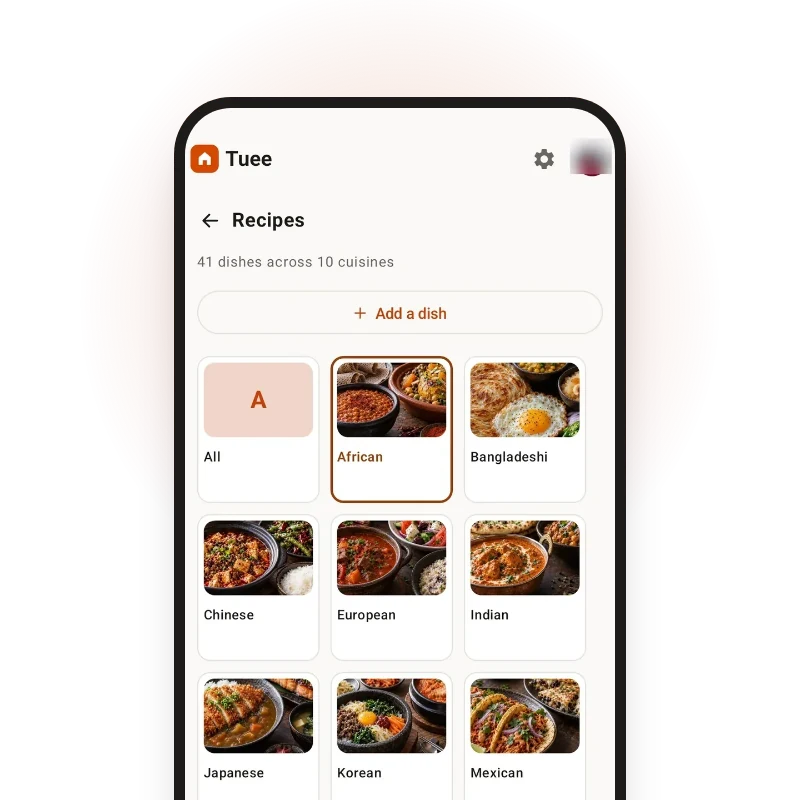 Tuee
Recipes
41 dishes across 10 cuisines
+ Add a dish
A
All
African
Bangladeshi
Chinese
European
Indian
Japanese
Korean
Mexican